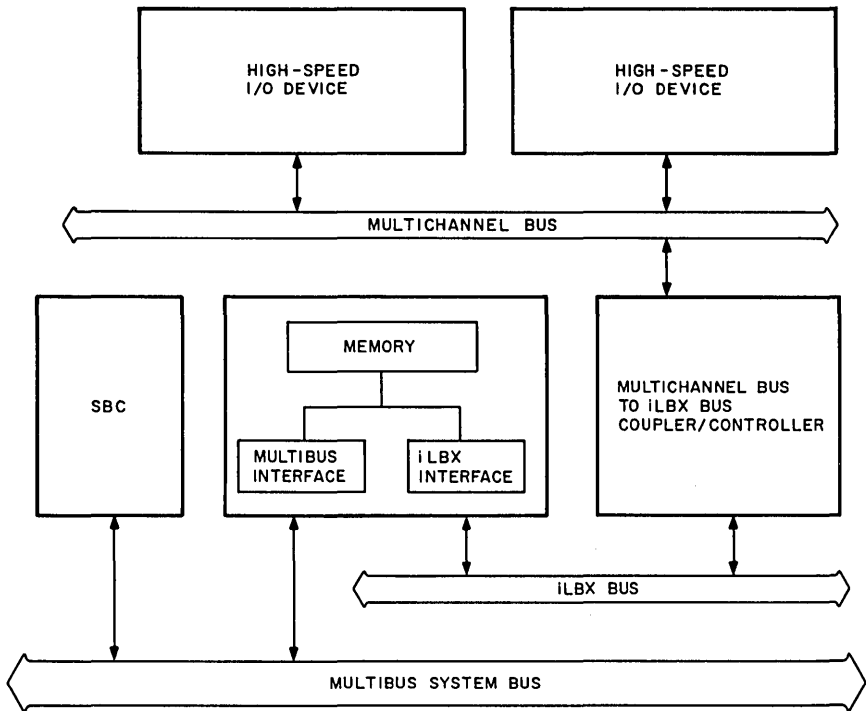 HIGH-SPEED
I/O DEVICE
HIGH-SPEED
I/O DEVICE
MULTICHANNEL BUS
SBC
MEMORY
MULTIBUS
INTERFACE
iLBX
INTERFACE
MULTICHANNEL BUS
TO iLBX BUS
COUPLER/CONTROLLER
iLBX BUS
MULTIBUS SYSTEM BUS